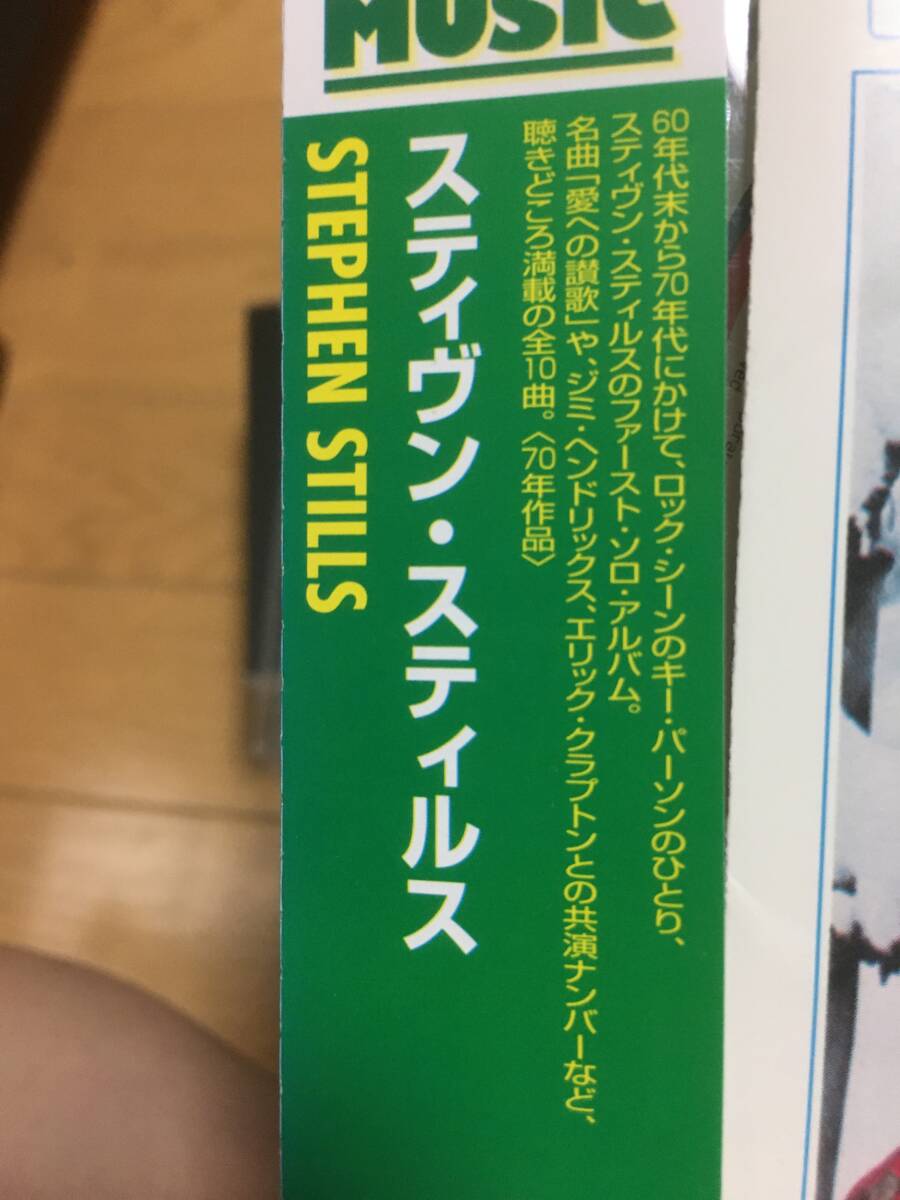 MUSIC
60年代末から70年代にかけて、ロック・シーンのキー・パーソンのひとり、
スティヴン・スティルスのファースト・ソロ・アルバム。
名曲「愛への讃歌」や、ジミ・ヘンドリックス、エリック・クラプトンとの共演ナンバーなど、
聴きどころ満載の全10曲。〈70年作品〉
スティヴン・スティルス
STEPHEN STILLS